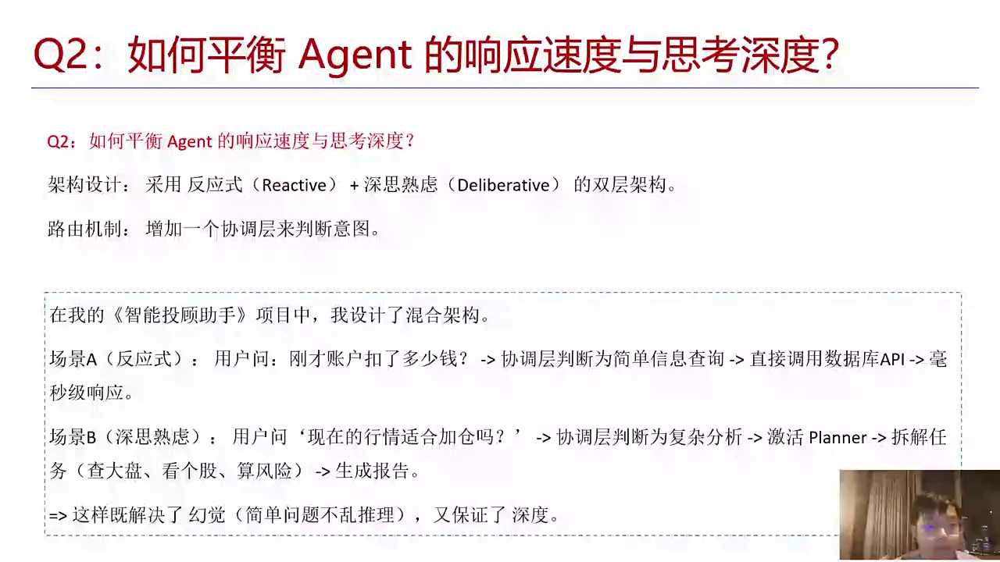 Q2：如何平衡 Agent 的响应速度与思考深度？
Q2：如何平衡 Agent 的响应速度与思考深度？
架构设计： 采用 反应式（Reactive） + 深思熟虑（Deliberative） 的双层架构。
路由机制： 增加一个协调层来判断意图。
在我的《智能投顾助手》项目中，我设计了混合架构。
场景A（反应式）： 用户问：刚才账户扣了多少钱？ -> 协调层判断为简单信息查询 -> 直接调用数据库API -> 毫
秒级响应。
场景B（深思熟虑）： 用户问‘现在的行情适合加仓吗？’ -> 协调层判断为复杂分析 -> 激活 Planner -> 拆解任
务（查大盘、看个股、算风险） -> 生成报告。
=> 这样既解决了 幻觉（简单问题不乱推理），又保证了 深度。